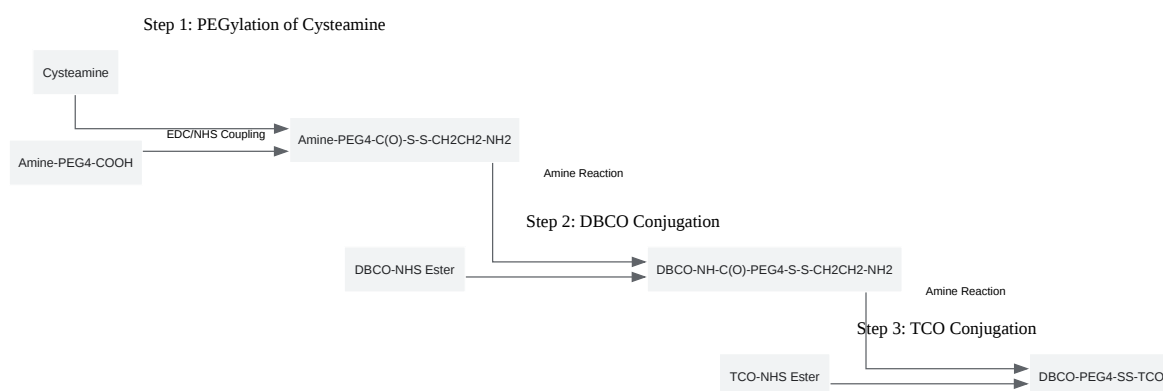 Step 1: PEGylation of Cysteamine
Cysteamine
EDC/NHS Coupling
Amine-PEG4-COOH
Amine-PEG4-C(O)-S-S-CH2CH2-NH2
Amine Reaction
Step 2: DBCO Conjugation
DBCO-NHS Ester
DBCO-NH-C(O)-PEG4-S-S-CH2CH2-NH2
Amine Reaction
Step 3: TCO Conjugation
TCO-NHS Ester
DBCO-PEG4-SS-TCO